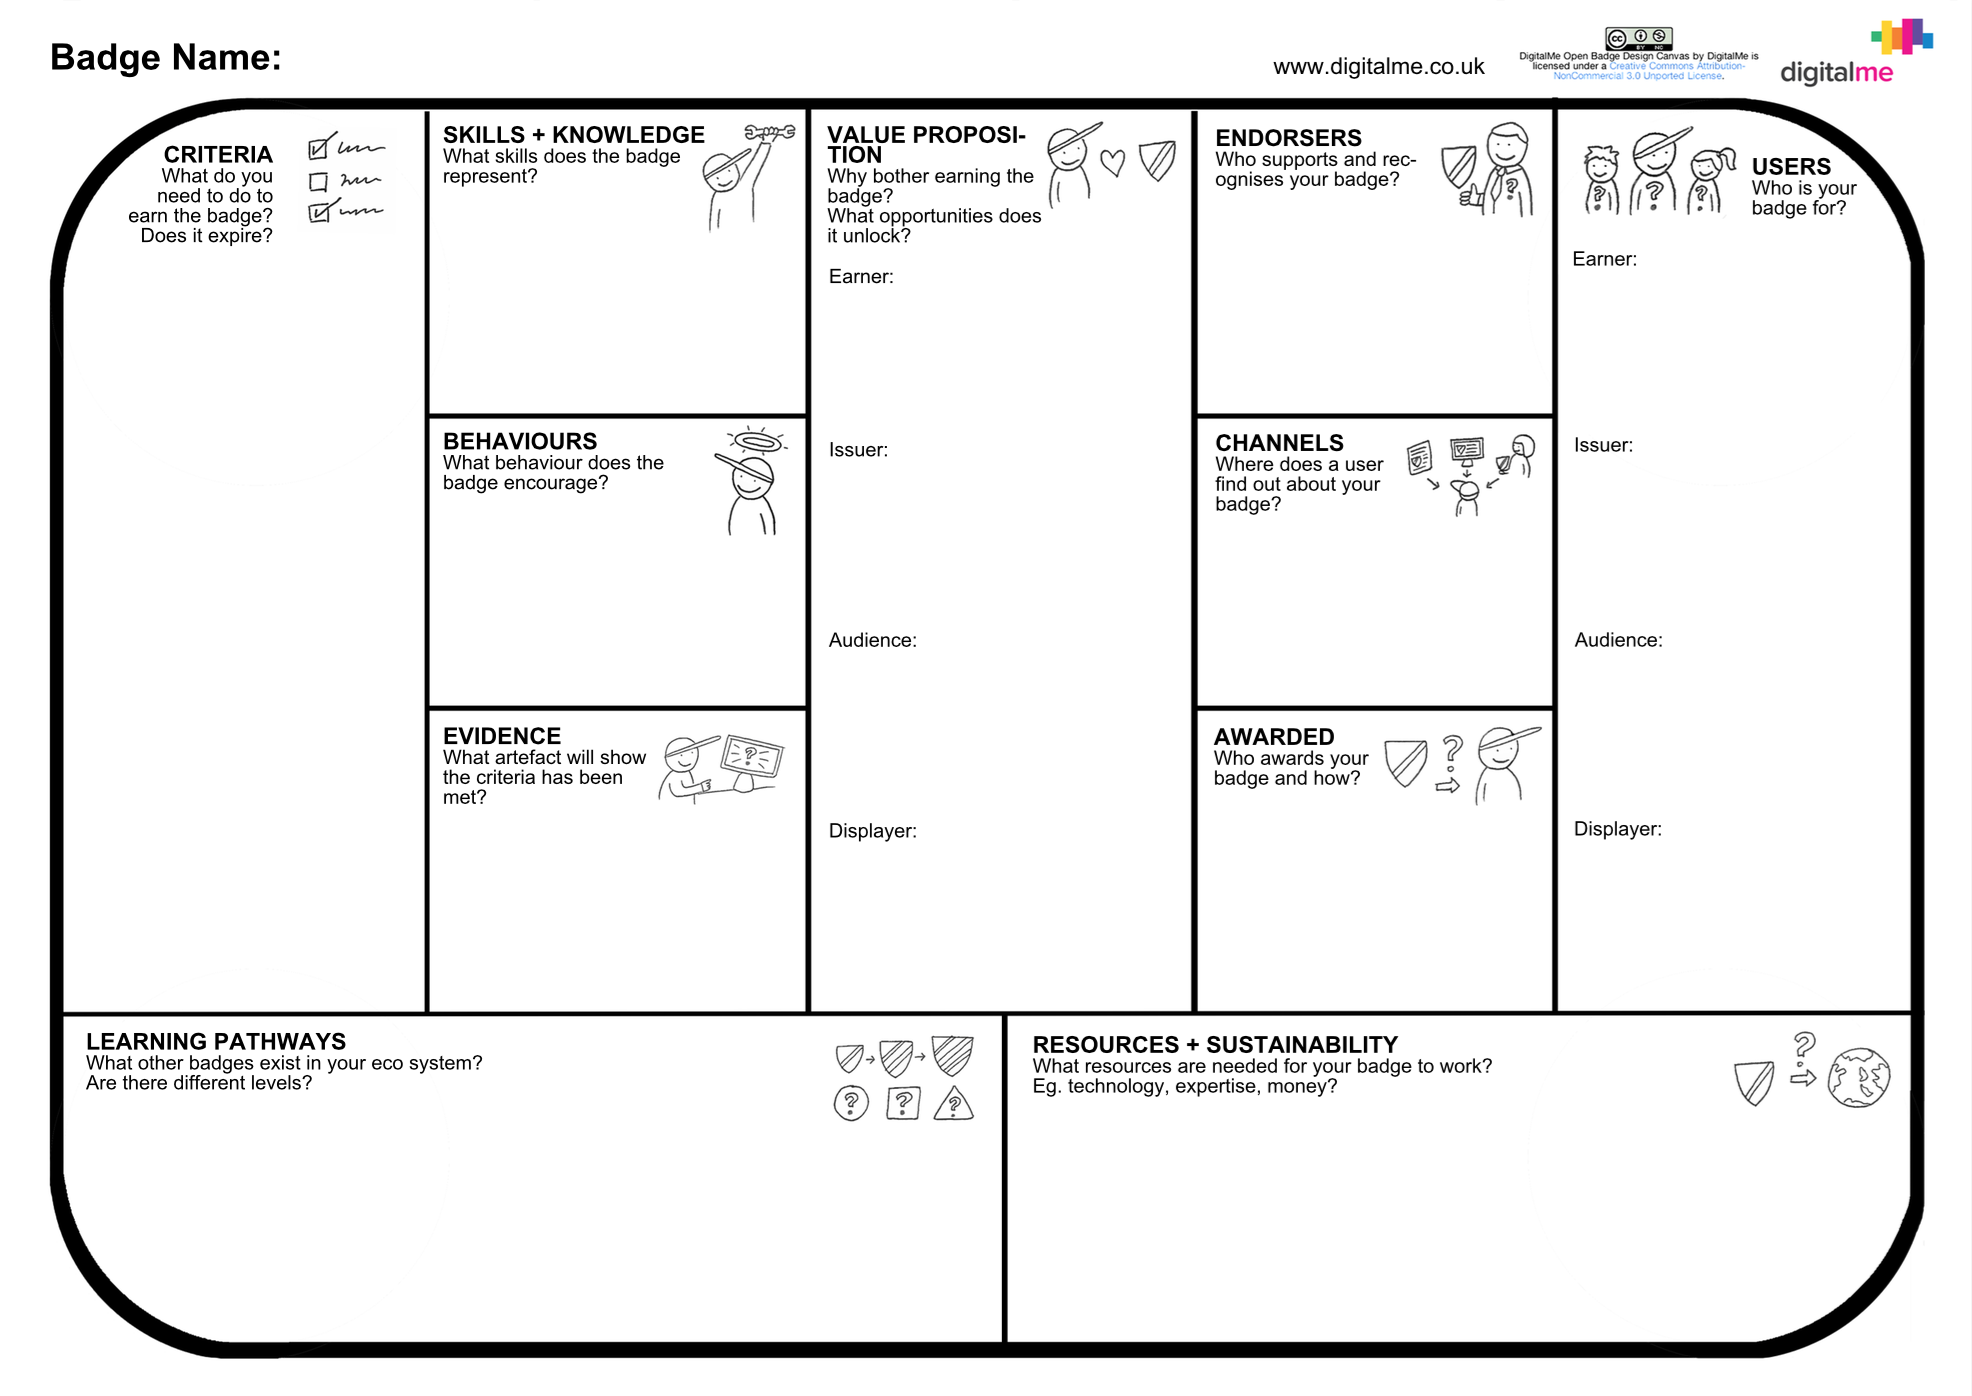 Badge Name:
www.digitalme.co.uk
CC
BY NC
DigitalMe Open Badge Design Canvas by DigitalMe is
licensed under a Creative Commons Attribution-
NonCommercial 3.0 Unported License.
digitalme
CRITERIA
What do you
need to do to
earn the badge?
Does it expire?
SKILLS + KNOWLEDGE
What skills does the badge
represent?
BEHAVIOURS
What behaviour does the
badge encourage?
EVIDENCE
What artefact will show
the criteria has been
met?
?
VALUE PROPOSI-
TION
Why bother earning the
badge?
What opportunities does
it unlock?
Earner:
Issuer:
Audience:
Displayer:
ENDORSERS
Who supports and rec-
ognises your badge?
?
CHANNELS
Where does a user
find out about your
badge?
AWARDED
Who awards your
badge and how?
?
? ? ?
USERS
Who is your
badge for?
Earner:
Issuer:
Audience:
Displayer:
LEARNING PATHWAYS
What other badges exist in your eco system?
Are there different levels?
? ? ?
RESOURCES + SUSTAINABILITY
What resources are needed for your badge to work?
Eg. technology, expertise, money?
?